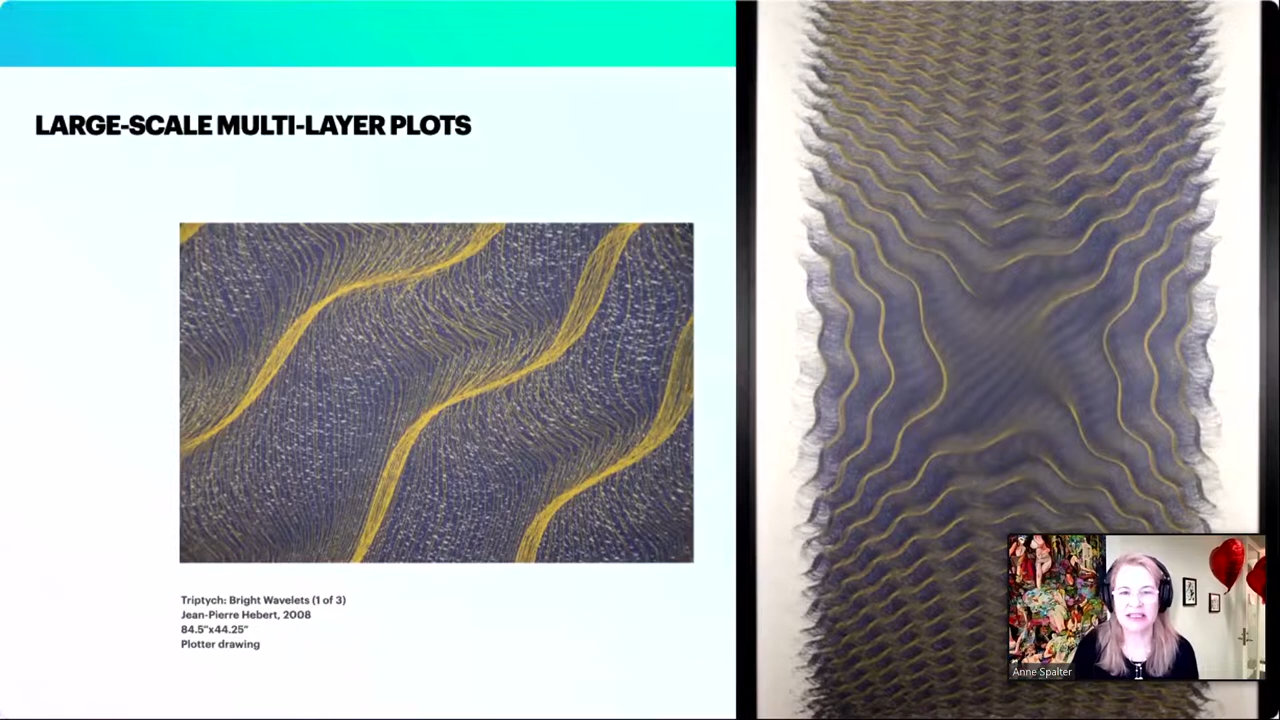 LARGE-SCALE MULTI-LAYER PLOTS
Triptych: Bright Wavelets (1 of 3)
Jean-Pierre Hebert, 2008
84.5"x44.25"
Plotter drawing
Anne Spalter